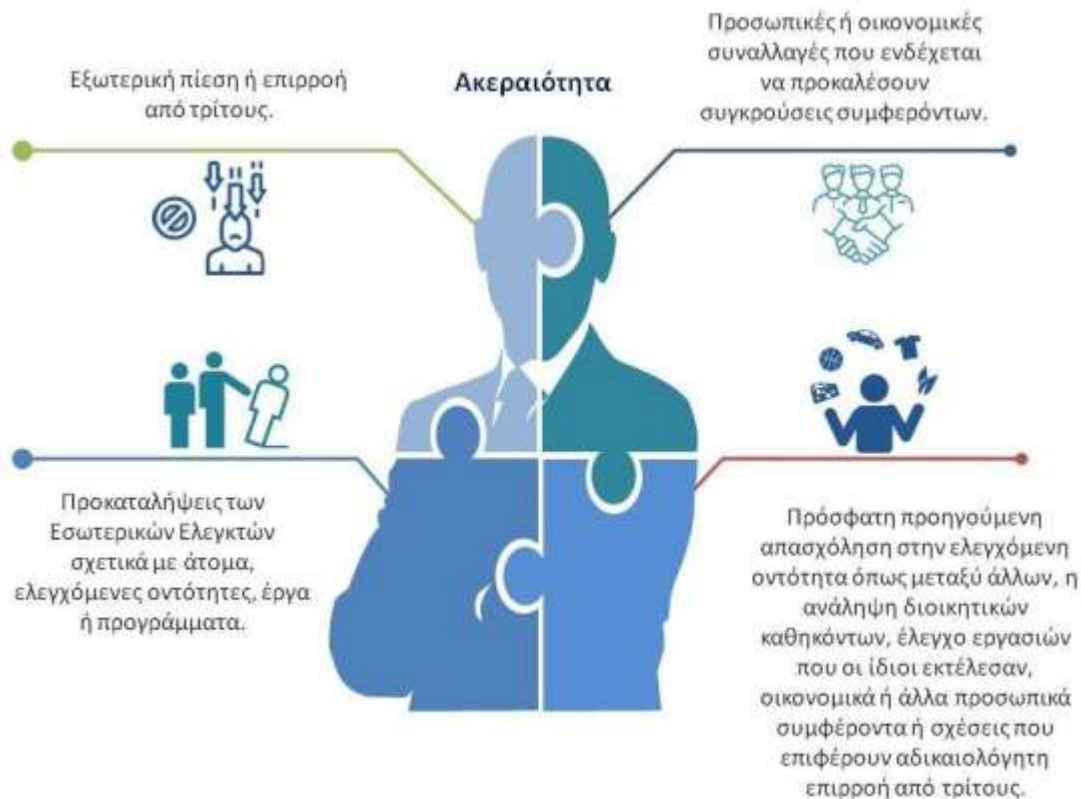 Εξωτερική πίεση ή επιρροή
από τρίτους.
Ακεραιότητα
Προσωπικές ή οικονομικές
συναλλαγές που ενδέχεται
να προκαλέσουν
συγκρούσεις συμφερόντων.
Προκαταλήψεις των
Εσωτερικών Ελεγκτών
σχετικά με άτομα,
ελεγχόμενες οντότητες, έργα
ή προγράμματα.
Πρόσφατη προηγούμενη
απασχόληση στην ελεγχόμενη
οντότητα όπως μεταξύ άλλων, η
ανάληψη διοικητικών
καθηκόντων, έλεγχο εργασιών
που οι ίδιοι εκτέλεσαν,
οικονομικά ή άλλα προσωπικά
συμφέροντα ή σχέσεις που
επιφέρουν αδικαιολόγητη
επιρροή από τρίτους.